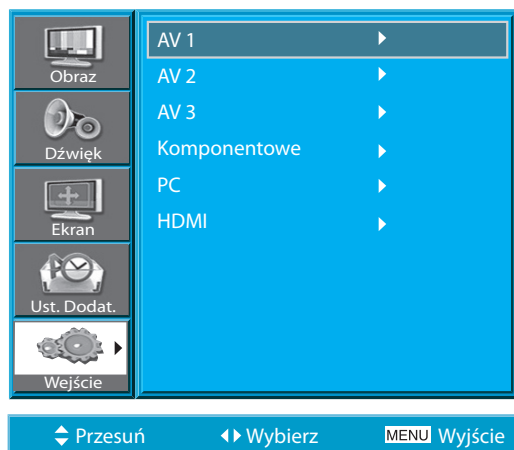 Obraz
Dźwięk
Ekran
Ust. Dodat.
Wejście
AV 1
AV 2
AV 3
Komponentowe
PC
HDMI
Przesuń Wybierz MENU Wyjście